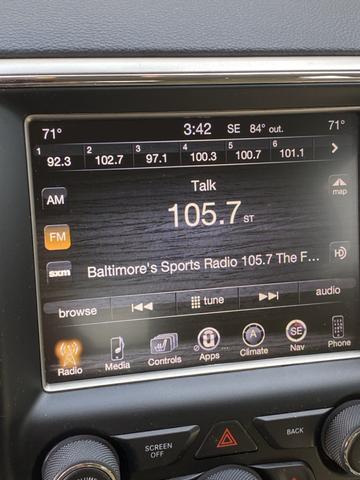 71° 3:42 SE 84° out. 71°
1 92.3 2 102.7 3 97.1 4 100.3 5 100.7 6 101.1
AM Talk map
FM 105.7 ST
sxm Baltimore's Sports Radio 105.7 The F... HD
browse tune audio
Radio Media Controls Apps A Climate SE Nav Phone
SCREEN OFF BACK